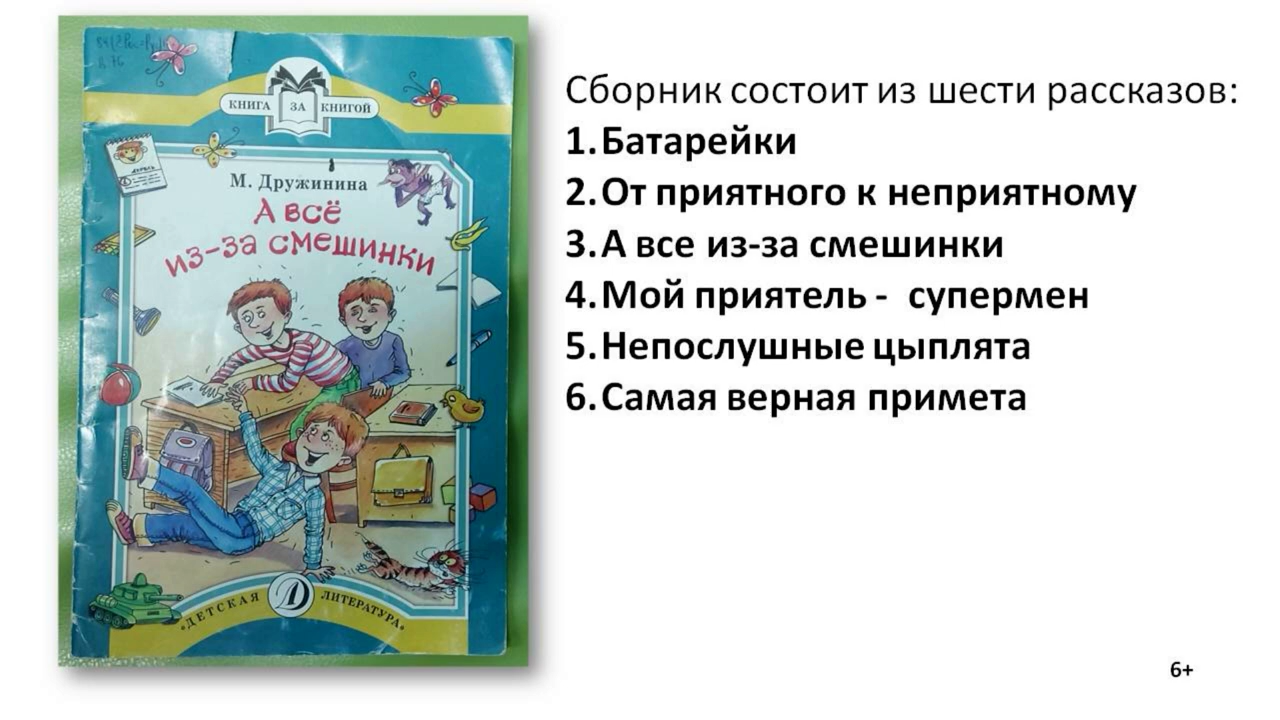 КНИГА ЗА КНИГОЙ
М. Дружинина
А всё
из-за смешинки
«ДЕТСКАЯ Д ЛИТЕРАТУРА»
Сборник состоит из шести рассказов:
1.Батарейки
2.От приятного к неприятному
3.А все из-за смешинки
4.Мой приятель - супермен
5.Непослушные цыплята
6.Самая верная примета
6+